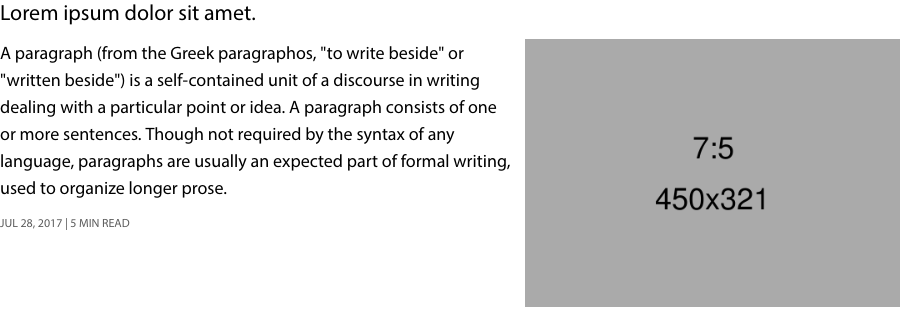 Lorem ipsum dolor sit amet.
A paragraph (from the Greek paragraphos, "to write beside" or
"written beside") is a self-contained unit of a discourse in writing
dealing with a particular point or idea. A paragraph consists of one
or more sentences. Though not required by the syntax of any
language, paragraphs are usually an expected part of formal writing,
used to organize longer prose.
JUL 28, 2017 | 5 MIN READ
7:5
450x321